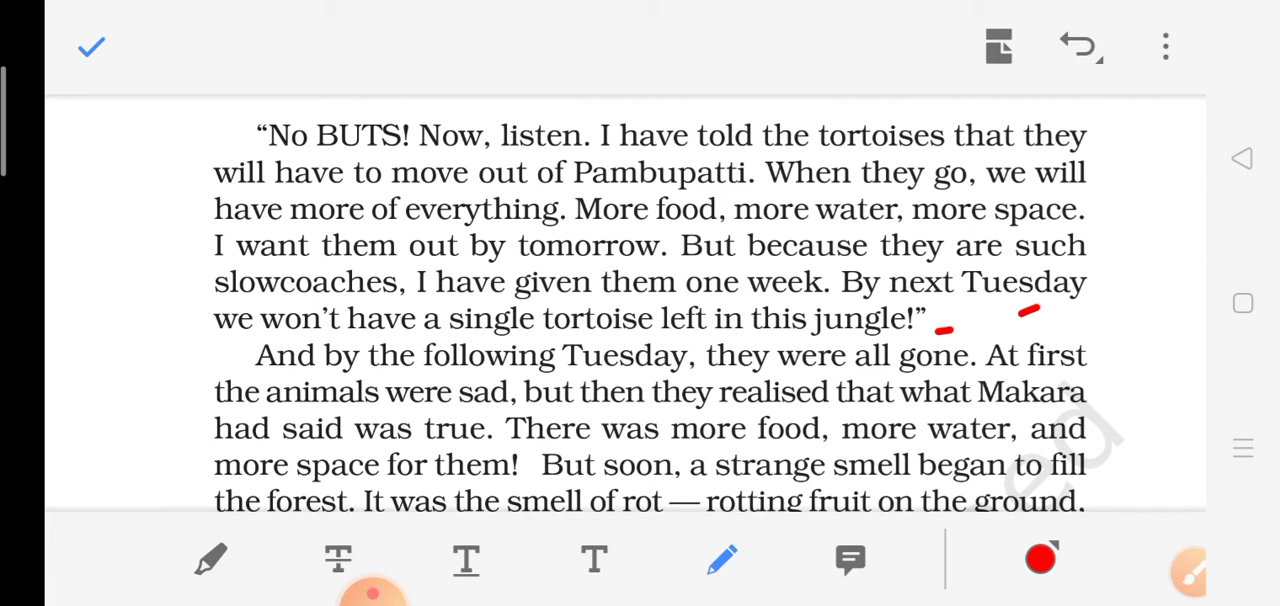 “No BUTS! Now, listen. I have told the tortoises that they
will have to move out of Pambupatti. When they go, we will
have more of everything. More food, more water, more space.
I want them out by tomorrow. But because they are such
slowcoaches, I have given them one week. By next Tuesday
we won’t have a single tortoise left in this jungle!”
And by the following Tuesday, they were all gone. At first
the animals were sad, but then they realised that what Makara
had said was true. There was more food, more water, and
more space for them! But soon, a strange smell began to fill
the forest. It was the smell of rot — rotting fruit on the ground,
ed
T
T
T